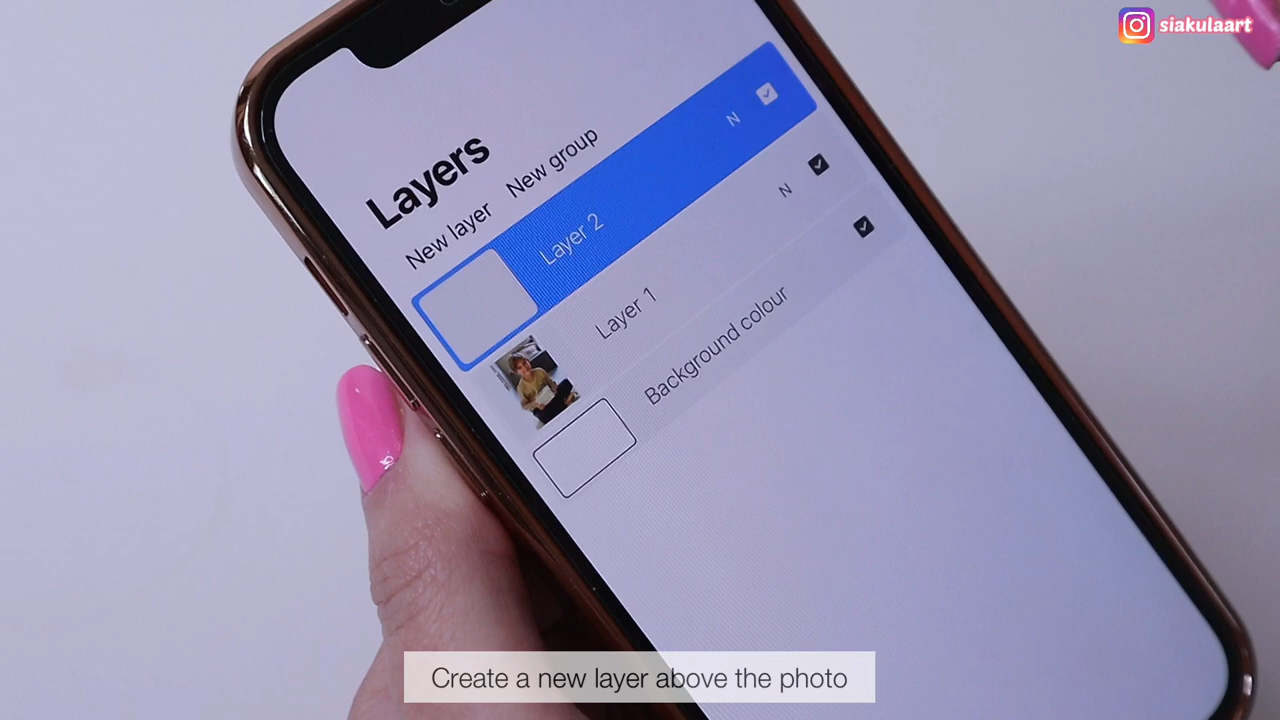 siakulaart
Layers
New layer New group
Layer 2 N
Layer 1 N
Background colour
Create a new layer above the photo